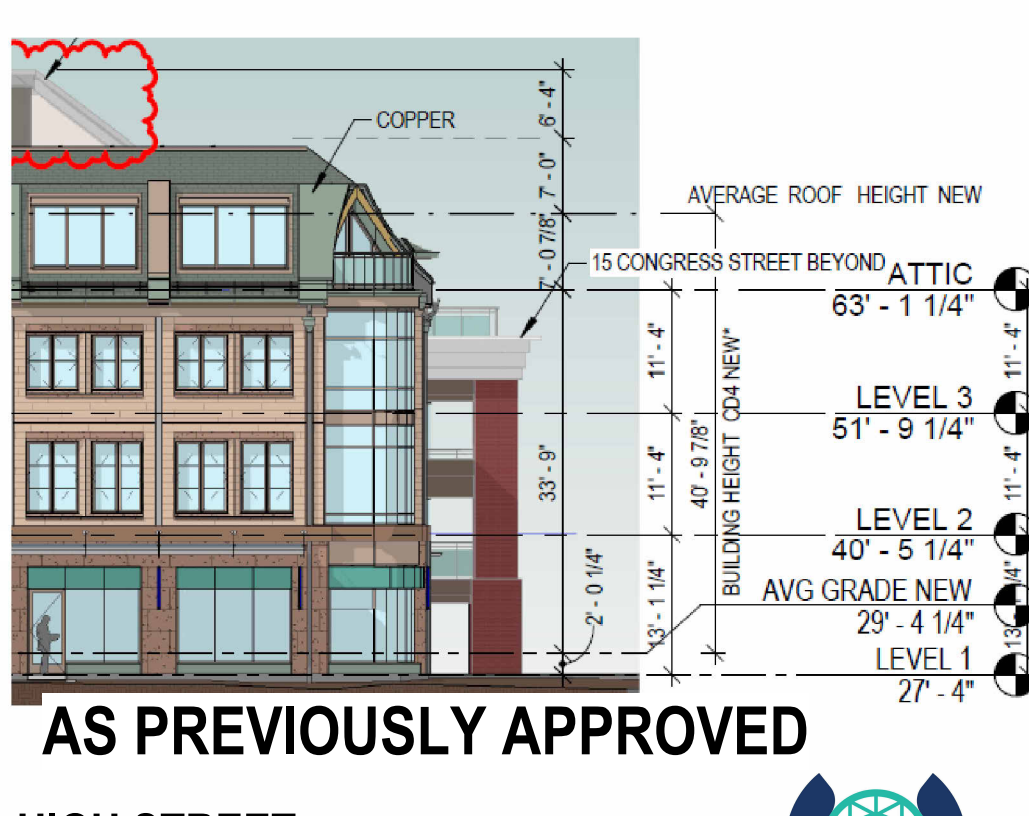 6' - 4"
COPPER
7' - 0"
AVERAGE ROOF HEIGHT NEW
7' - 0 7/8"
15 CONGRESS STREET BEYOND
ATTIC
63' - 1 1/4"
11' - 4"
11' - 4"
BUILDING HEIGHT CD4 NEW*
40' - 9 7/8"
LEVEL 3
51' - 9 1/4"
33' - 9"
11' - 4"
11' - 4"
LEVEL 2
40' - 5 1/4"
2' - 0 1/4"
13' - 1 1/4"
AVG GRADE NEW
29' - 4 1/4"
LEVEL 1
27' - 4"
AS PREVIOUSLY APPROVED
HIGH STREET